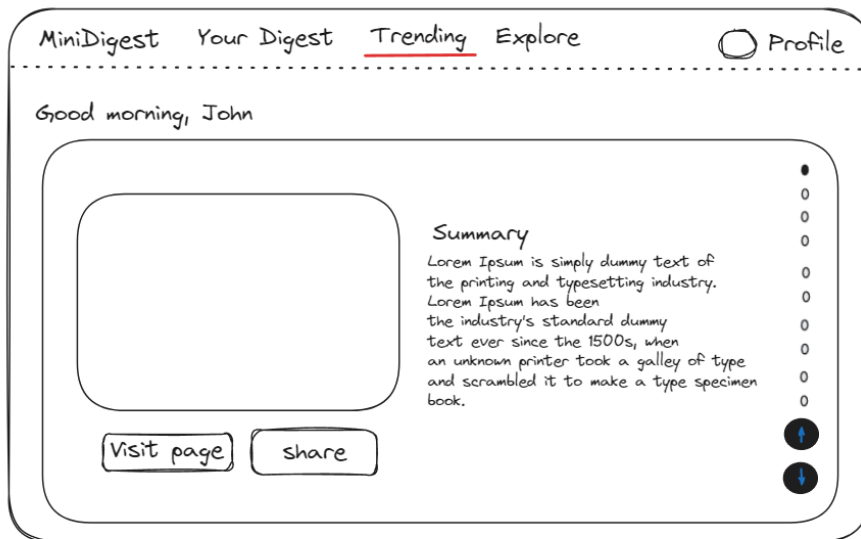 MiniDigest Your Digest Trending Explore Profile
Good morning, John
Summary
Lorem Ipsum is simply dummy text of
the printing and typesetting industry.
Lorem Ipsum has been
the industry's standard dummy
text ever since the 1500s, when
an unknown printer took a galley of type
and scrambled it to make a type specimen
book.
Visit page share